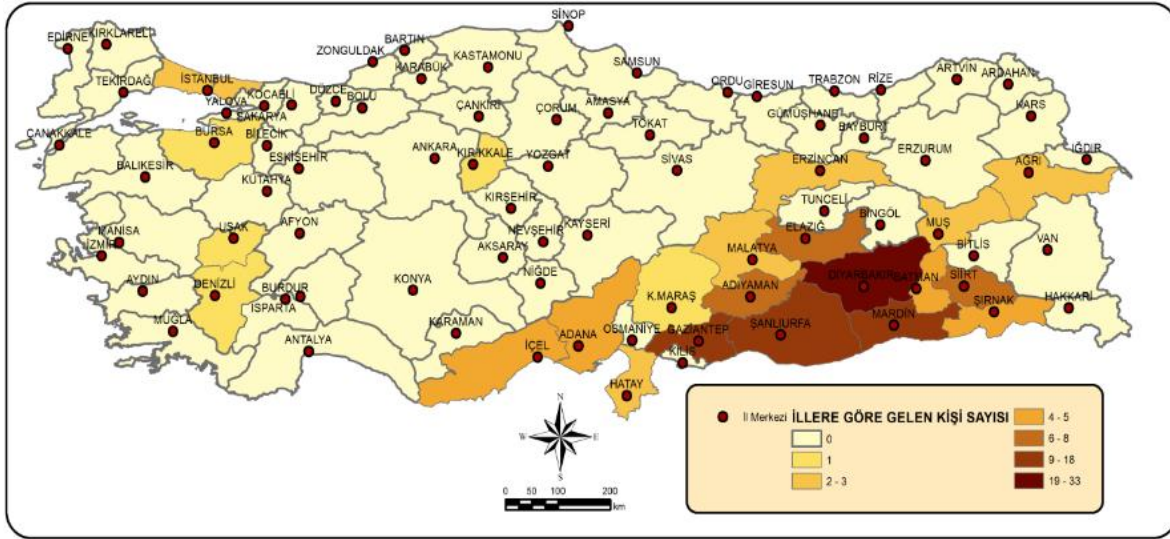 SİNOP
EDİRNE
KIRKLARELİ
BARTIN
ZONGULDAK
KASTAMONU
KARABÜK
SAMSUN
TEKİRDAĞ
İSTANBUL
DÜZCE
BOLU
ORDU
GİRESUN
TRABZON
RİZE
ARTVİN
ARDAHAN
YALOVA
KOCAELİ
SAKARYA
ÇANKIRI
ÇORUM
AMASYA
TOKAT
GÜMÜŞHANE
BAYBURT
KARS
ÇANAKKALE
BURSA
BİLECİK
ESKİŞEHİR
ANKARA
KIRIKKALE
YOZGAT
SİVAS
ERZİNCAN
ERZURUM
AĞRI
IĞDIR
BALIKESİR
KÜTAHYA
KIRŞEHİR
TUNCELİ
BİNGÖL
MUŞ
MANİSA
İZMİR
UŞAK
AFYON
NEVŞEHİR
KAYSERİ
AKSARAY
MALATYA
ELAZIĞ
BİTLİS
VAN
AYDIN
DENİZLİ
BURDUR
ISPARTA
KONYA
NİĞDE
K.MARAŞ
ADIYAMAN
DİYARBAKIR
BATMAN
SİİRT
ŞIRNAK
HAKKARİ
MUĞLA
ANTALYA
KARAMAN
İÇEL
ADANA
OSMANİYE
GAZİANTEP
KİLİS
ŞANLIURFA
MARDİN
HATAY
N
W E
S
0 50 100 200
km
İl Merkezi İLLERE GÖRE GELEN KİŞİ SAYISI
0
1
2 - 3
4 - 5
6 - 8
9 - 18
19 - 33